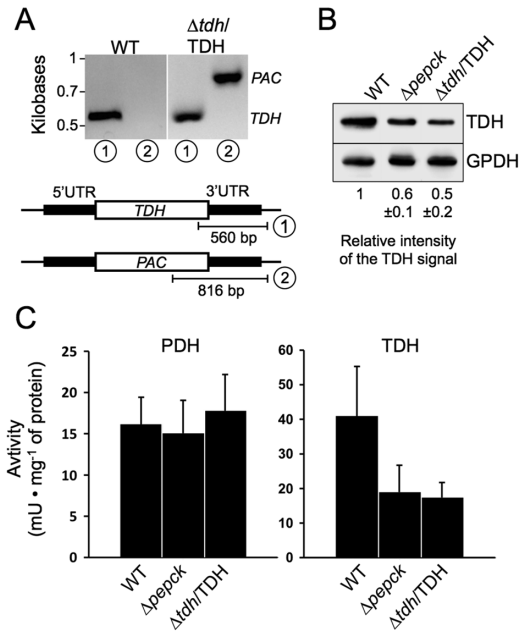 A
WT
Δtdh/
TDH
Kilobases
1
0.7
0.5
PAC
TDH
1 2 1 2
5'UTR 3'UTR
TDH
560 bp 1
PAC
816 bp 2
B
WT Δpepck Δtdh/TDH
TDH
GPDH
1 0.6 0.5
±0.1 ±0.2
Relative intensity
of the TDH signal
C
PDH
TDH
Avtivity
(mU • mg-1 of protein)
25
20
15
10
5
0
WT Δpepck Δtdh/TDH
60
50
40
30
20
10
0
WT Δpepck Δtdh/TDH